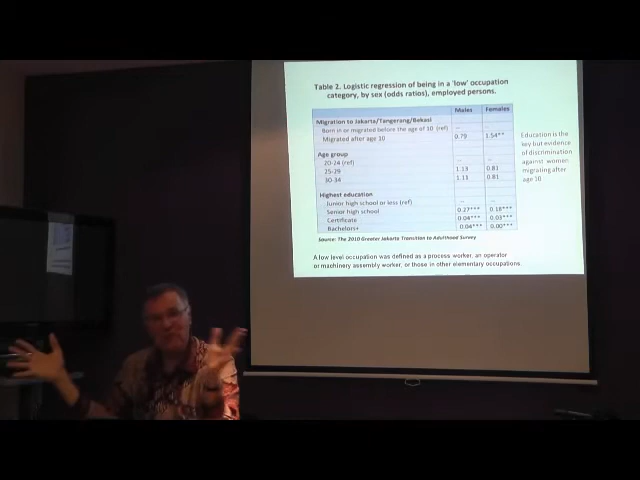 Table 2. Logistic regression of being in a 'low' occupation
category, by sex (odds ratios), employed persons.
Males Females
Migration to Jakarta/Tangerang/Bekasi
Born in or migrated before the age of 10 (ref) -- --
Migrated after age 10 0.79 1.54**
Age group
20-24 (ref) -- --
25-29 1.13 0.81
30-34 1.11 0.81
Highest education
Junior high school or less (ref) -- --
Senior high school 0.27*** 0.18***
Certificate 0.04*** 0.03***
Bachelor+ 0.04*** 0.00***
Source: The 2010 Greater Jakarta Transition to Adulthood Survey
Education is the
key but evidence
of discrimination
against women
migrating after
age 10
A low level occupation was defined as a process worker, an operator
or machinery assembly worker, or those in other elementary occupations